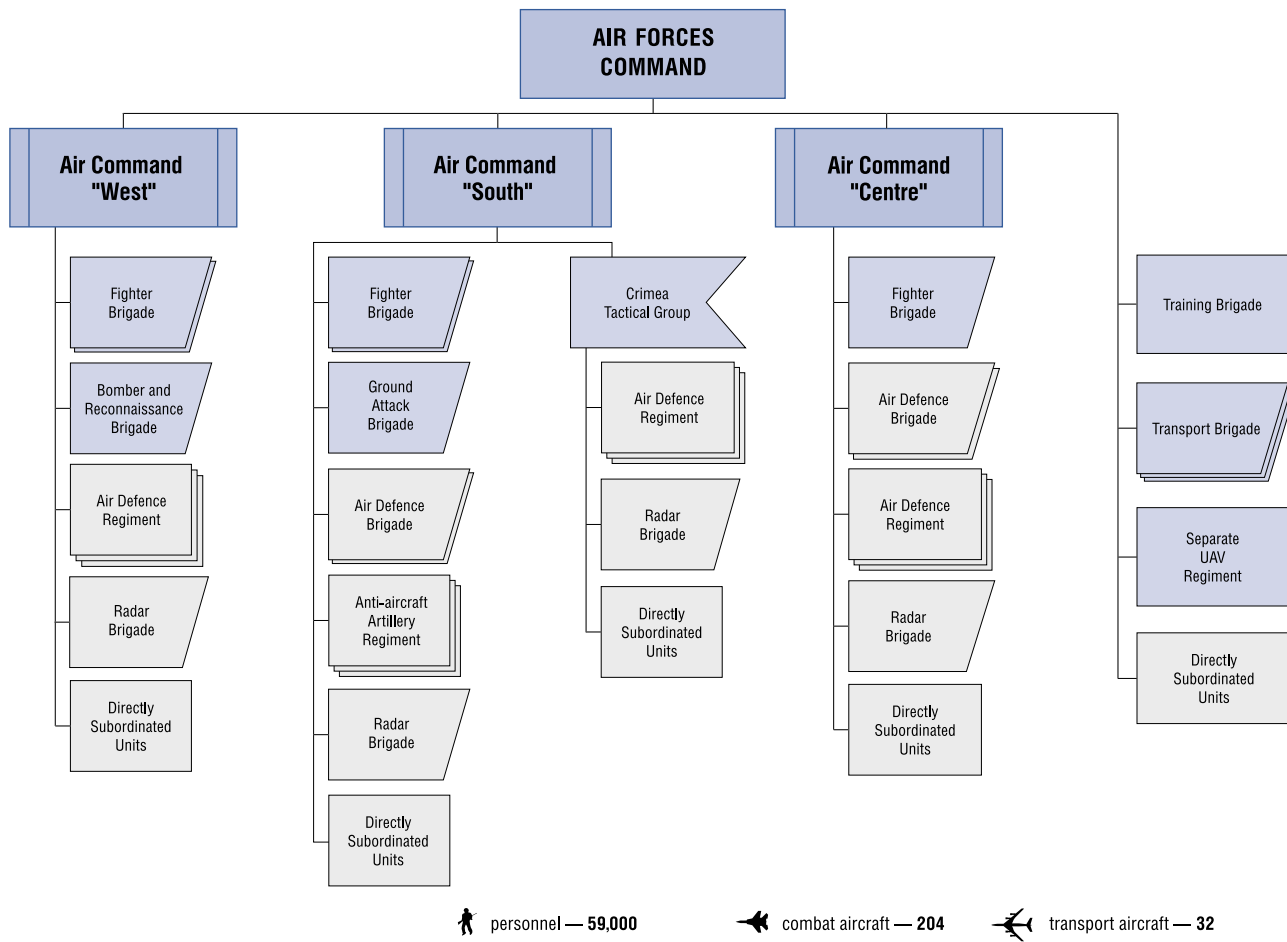 AIR FORCES
COMMAND
Air Command
"West"
Fighter
Brigade
Bomber and
Reconnaissance
Brigade
Air Defence
Regiment
Radar
Brigade
Directly
Subordinated
Units
Air Command
"South"
Fighter
Brigade
Ground
Attack
Brigade
Air Defence
Brigade
Anti-aircraft
Artillery
Regiment
Radar
Brigade
Directly
Subordinated
Units
Crimea
Tactical Group
Air Defence
Regiment
Radar
Brigade
Directly
Subordinated
Units
Air Command
"Centre"
Fighter
Brigade
Air Defence
Brigade
Air Defence
Regiment
Radar
Brigade
Directly
Subordinated
Units
Training Brigade
Transport Brigade
Separate
UAV
Regiment
Directly
Subordinated
Units
personnel — 59,000
combat aircraft — 204
transport aircraft — 32